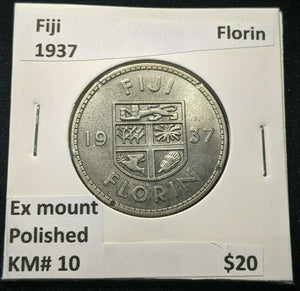 Fiji Florin
1937
FIJI
19 37
FLORIN
Ex mount
Polished
KM# 10 $20